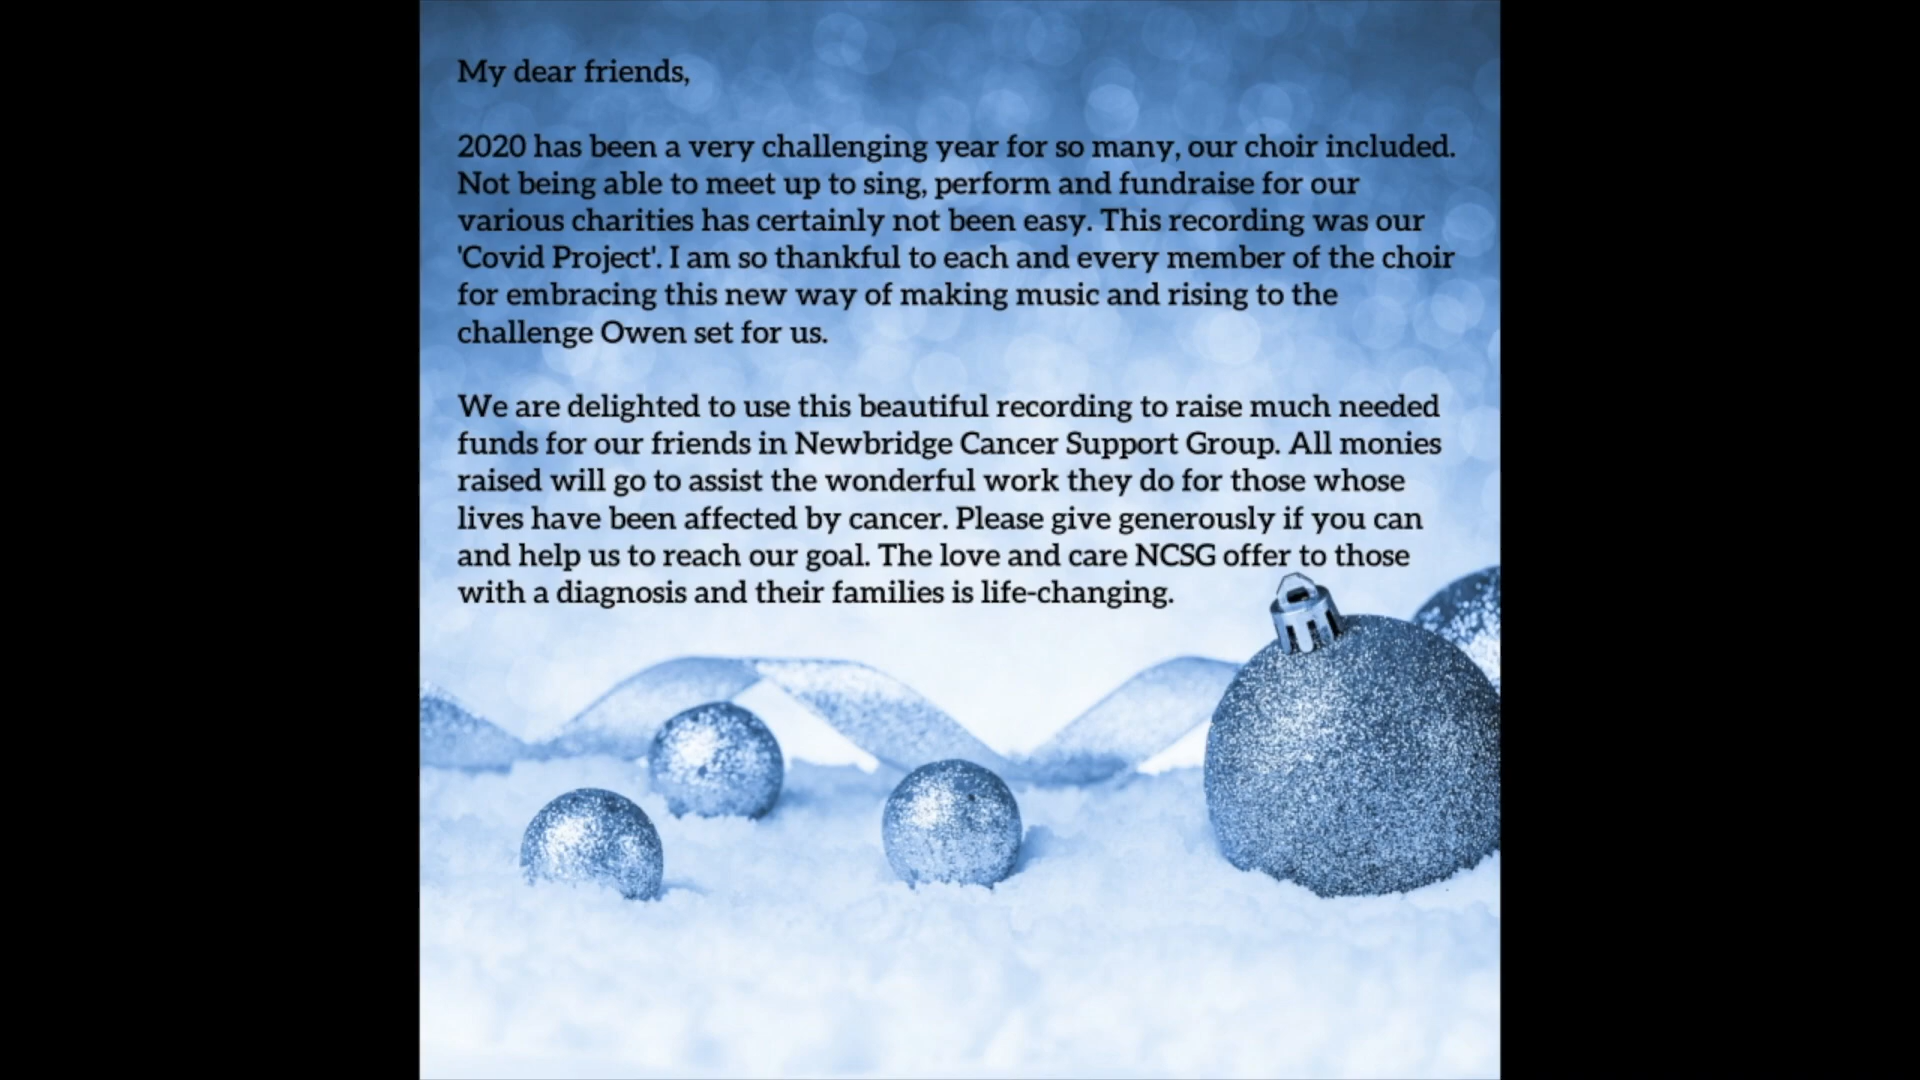 My dear friends,
2020 has been a very challenging year for so many, our choir included.
Not being able to meet up to sing, perform and fundraise for our
various charities has certainly not been easy. This recording was our
'Covid Project'. I am so thankful to each and every member of the choir
for embracing this new way of making music and rising to the
challenge Owen set for us.
We are delighted to use this beautiful recording to raise much needed
funds for our friends in Newbridge Cancer Support Group. All monies
raised will go to assist the wonderful work they do for those whose
lives have been affected by cancer. Please give generously if you can
and help us to reach our goal. The love and care NCSG offer to those
with a diagnosis and their families is life-changing.